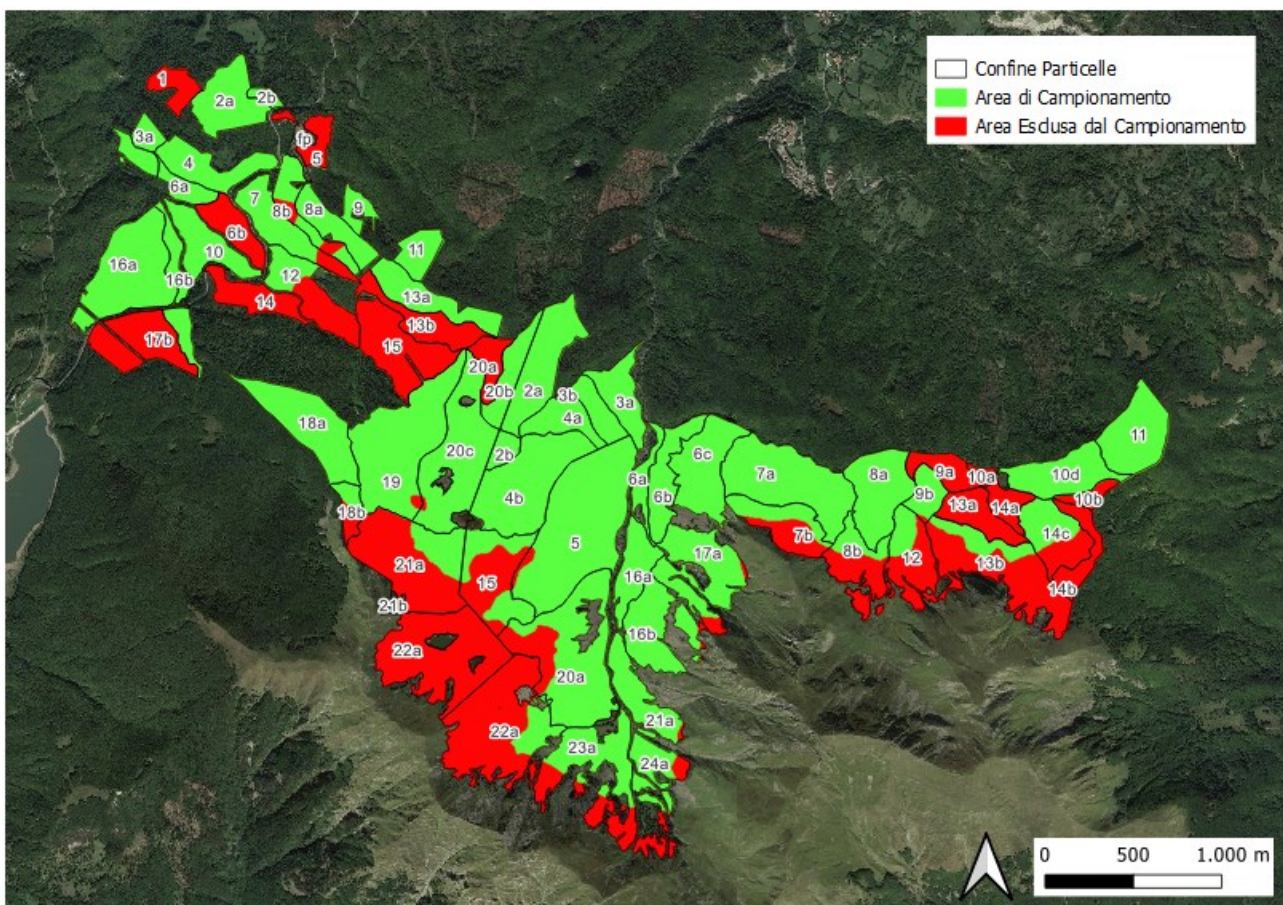 Confine Particelle
Area di Campionamento
Area Esclusa dal Campionamento
1
2a
2b
fp
5
3a
4
6a
7
8b
8a
9
6b
10
11
16a
16b
12
13a
14
13b
17b
15
20a
20b
2a
3b
3a
4a
18a
20c
2b
19
4b
6a
6b
6c
7a
8a
9a
10a
10d
11
9b
10b
13a
14a
18b
5
14c
7b
8b
12
13b
17a
21a
15
16a
14b
21b
22a
16b
20a
22a
21a
23a
24a
0 500 1.000 m